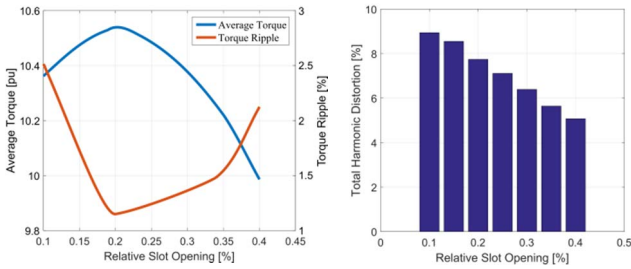 10.6
10.4
10.2
10
9.8
Average Torque [pu]
Average Torque
Torque Ripple
3
2.5
2
1.5
1
Torque Ripple [%]
0.1 0.15 0.2 0.25 0.3 0.35 0.4 0.45
Relative Slot Opening [%]
10
8
6
4
2
0
Total Harmonic Distortion [%]
0 0.1 0.2 0.3 0.4 0.5
Relative Slot Opening [%]